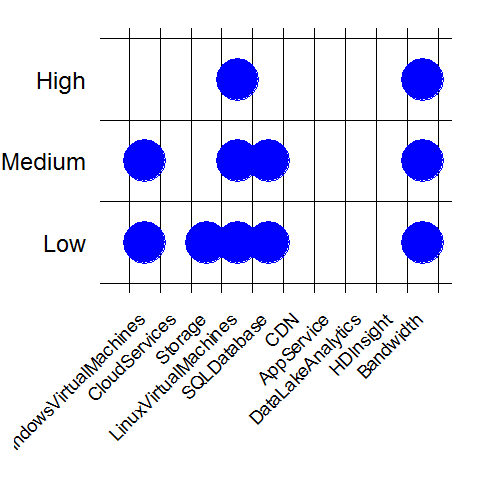 High
Medium
Low
ndowsVirtualMachines
CloudServices
Storage
LinuxVirtualMachines
SQLDatabase
CDN
AppService
DataLakeAnalytics
HDInsight
Bandwidth